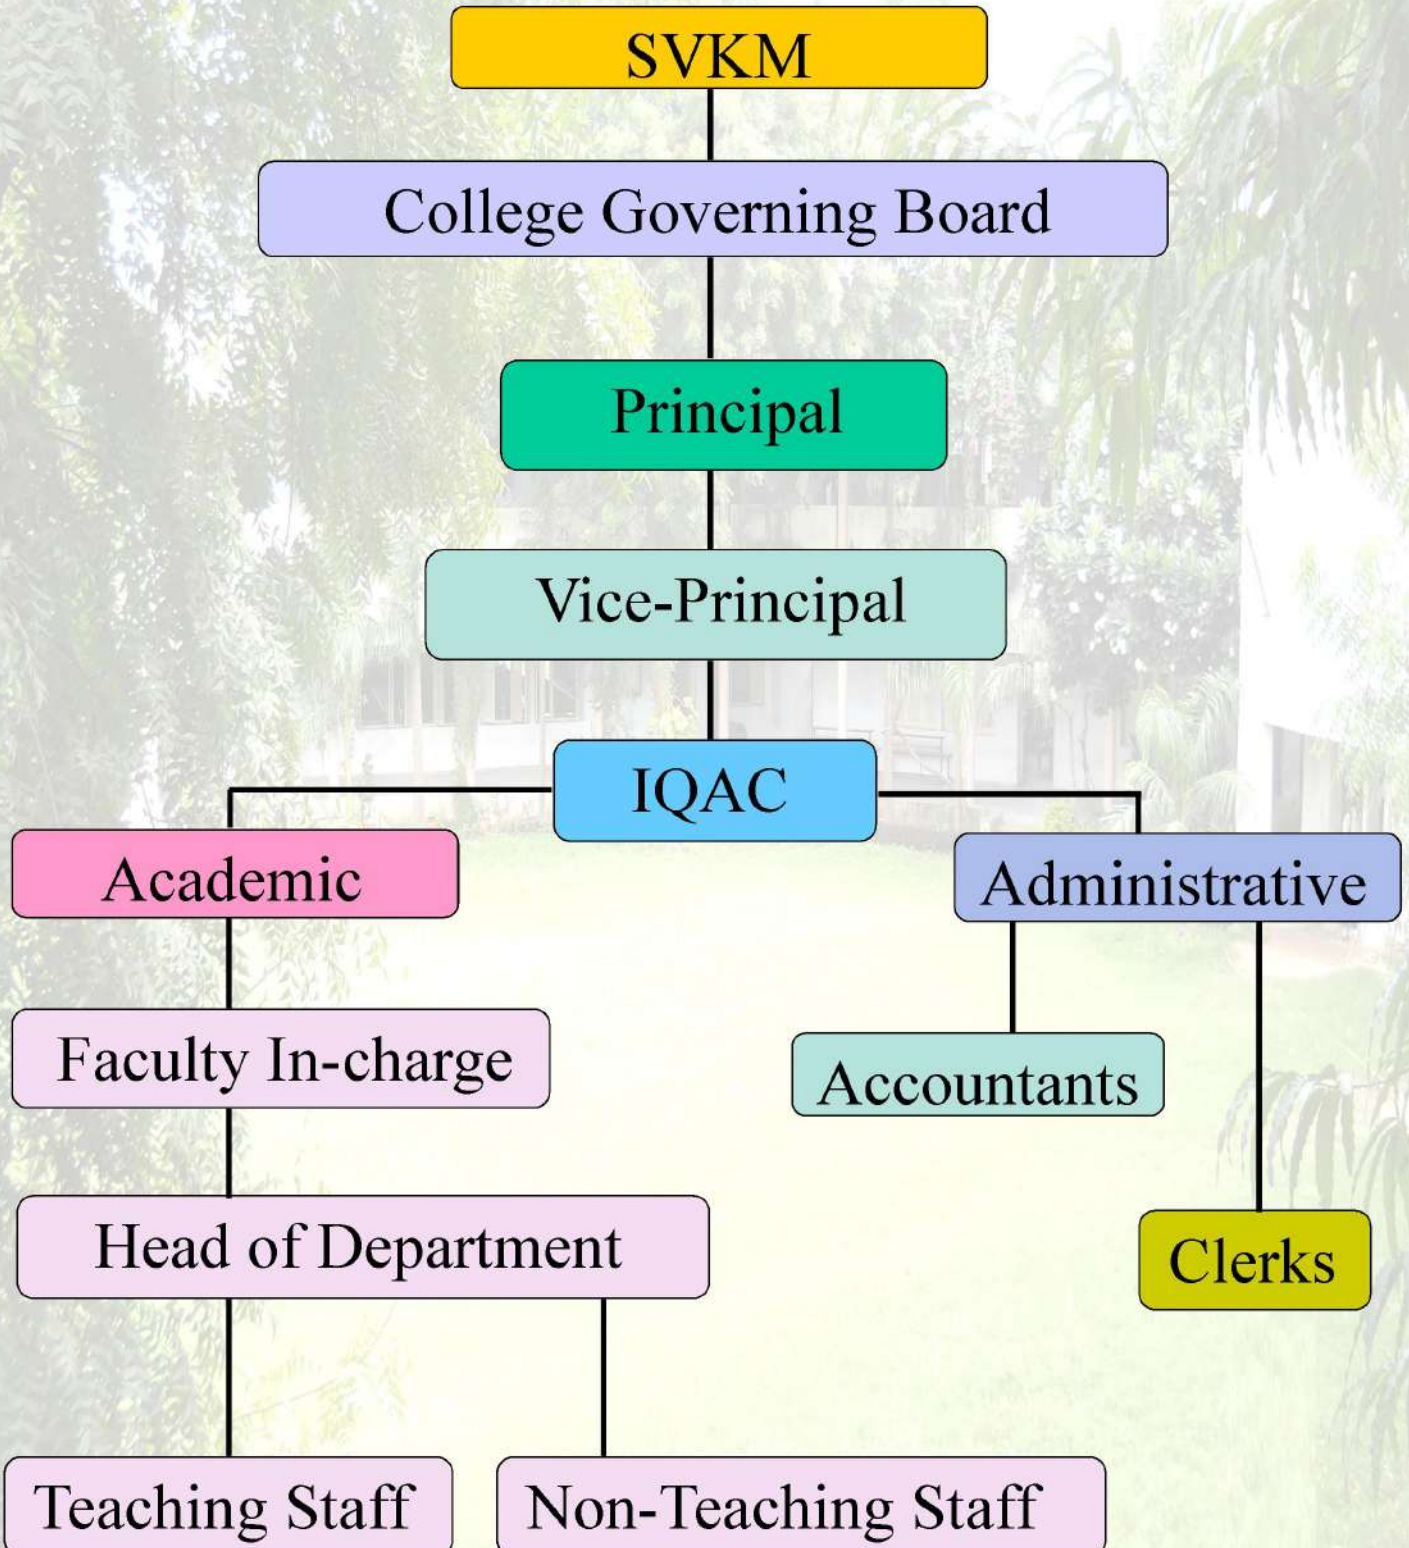 SVKM
College Governing Board
Principal
Vice-Principal
IQAC
Academic
Administrative
Faculty In-charge
Accountants
Head of Department
Clerks
Teaching Staff
Non-Teaching Staff